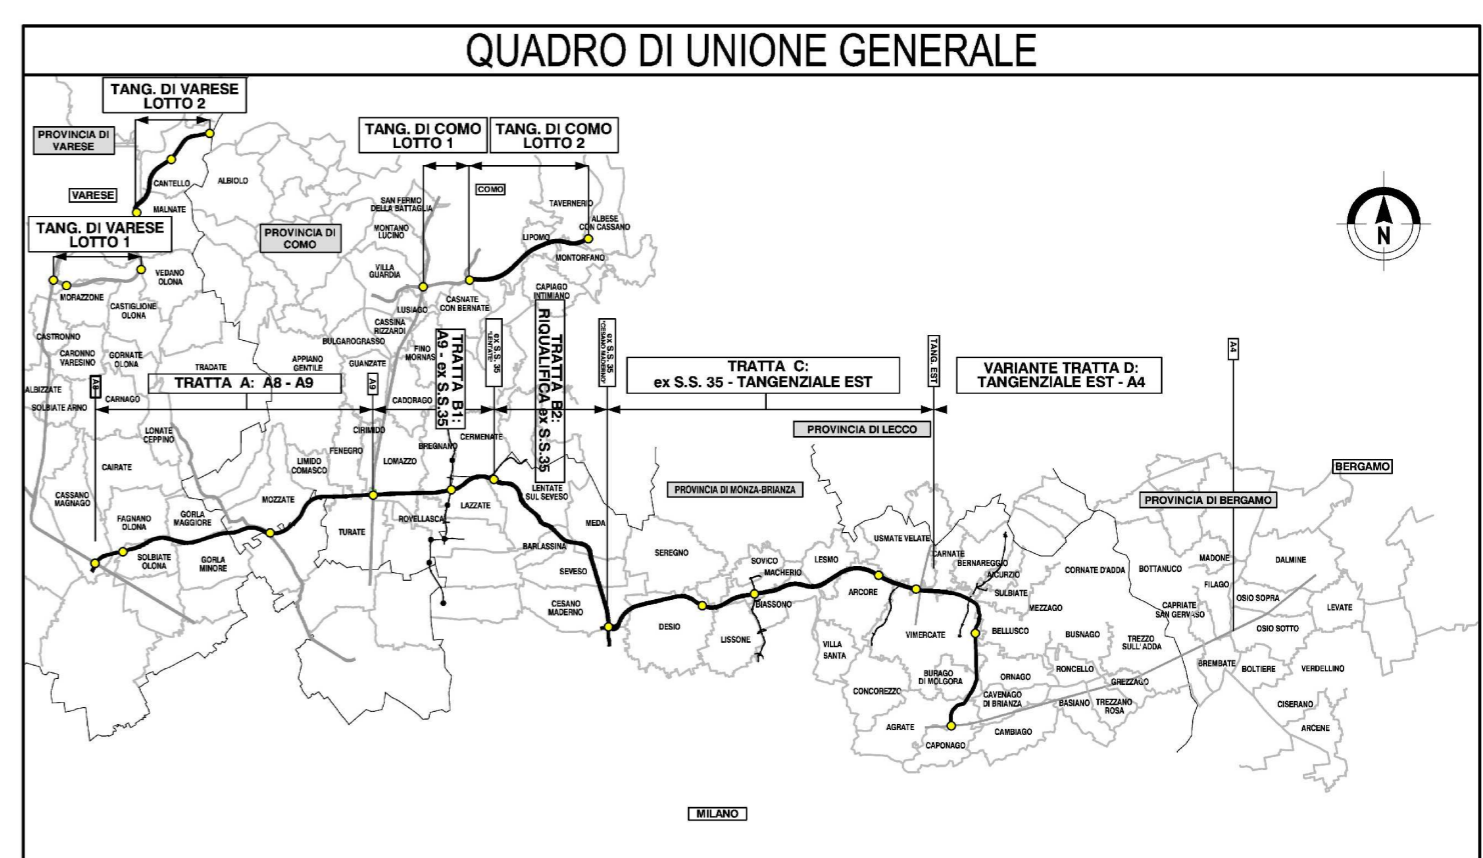 QUADRO DI UNIONE GENERALE
TANG. DI VARESE
LOTTO 2
PROVINCIA DI
VARESE
TANG. DI COMO
LOTTO 1
TANG. DI COMO
LOTTO 2
CANTELLO
ALBIOLO
VARESE
MALNATE
COMO
SAN FERMO
DELLA BATTAGLIA
TAVERNERIO
ALBESE
CON CASSANO
TANG. DI VARESE
LOTTO 1
PROVINCIA DI
COMO
MONTANO
LUCINO
LIPOMO
MONTORFANO
N
VEDANO
OLONA
VILLA
GUARDIA
MORAZZONE
CASTIGLIONE
OLONA
LUSIAGO
CASNATE
CON BERNATE
CAPIAGO
INTIMIANO
CASSINA
RIZZARDI
CASTRONNO
BULGAROGRASSO
CARONNO
VARESINO
GORNATE
OLONA
TRADATE
APPIANO
GENTILE
GUANZATE
FINO
MORNAS
TRATTA B1:
A9 - ex S.S.35
ex S.S. 35
"LENTATE"
TRATTA B2:
RIQUALIFICA ex S.S.35
ex S.S. 35
"CESANO MADERNO"
TRATTA C:
ex S.S. 35 - TANGENZIALE EST
TANG. EST
VARIANTE TRATTA D:
TANGENZIALE EST - A4
A4
ALBIZZATE
A8
TRATTA A: A8 - A9
A9
SOLBIATE ARNO
CARNAGO
CADORAGO
LONATE
CEPPINO
CIRIMIDO
FENEGRO
BREGNANO
CERMENATE
PROVINCIA DI LECCO
CAIRATE
LIMIDO
COMASCO
LOMAZZO
BERGAMO
CASSANO
MAGNAGO
MOZZATE
LAZZATE
LENTATE
SUL SEVESO
PROVINCIA DI MONZA-BRIANZA
PROVINCIA DI BERGAMO
FAGNANO
OLONA
GORLA
MAGGIORE
TURATE
ROVELLASCA
MEDA
SOLBIATE
OLONA
GORLA
MINORE
BARLASSINA
SEVESO
SEREGNO
SOVICO
MACHERIO
LESMO
USMATE VELATE
CARNATE
BERNAREGGIO
AICURZIO
CORNATE D'ADDA
BOTTANUCO
MADONE
DALMINE
FILAGO
CESANO
MADERNO
BIASSONO
ARCORE
SULBIATE
MEZZAGO
CAPRIATE
SAN GERVASO
OSIO SOPRA
LEVATE
DESIO
LISSONE
VILLA
SANTA
VIMERCATE
BELLUSCO
BUSNAGO
TREZZO
SULL'ADDA
OSIO SOTTO
CONCOREZZO
BURAGO
DI MOLGORA
ORNAGO
RONCELLO
GREZZAGO
BREMBATE
BOLTIERE
VERDELLINO
CAVENAGO
DI BRIANZA
BASIANO
TREZZANO
ROSA
CISERANO
AGRATE
CAPONAGO
CAMBIAGO
ARCENE
MILANO